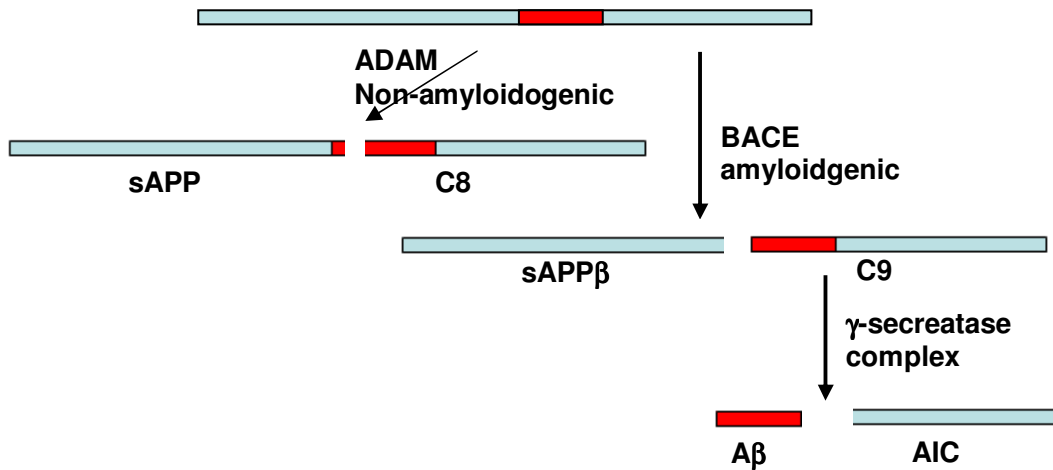 ADAM
Non-amyloidogenic
BACE
amyloidgenic
sAPP
C8
sAPPβ
C9
γ-secreatase
complex
Aβ
AIC